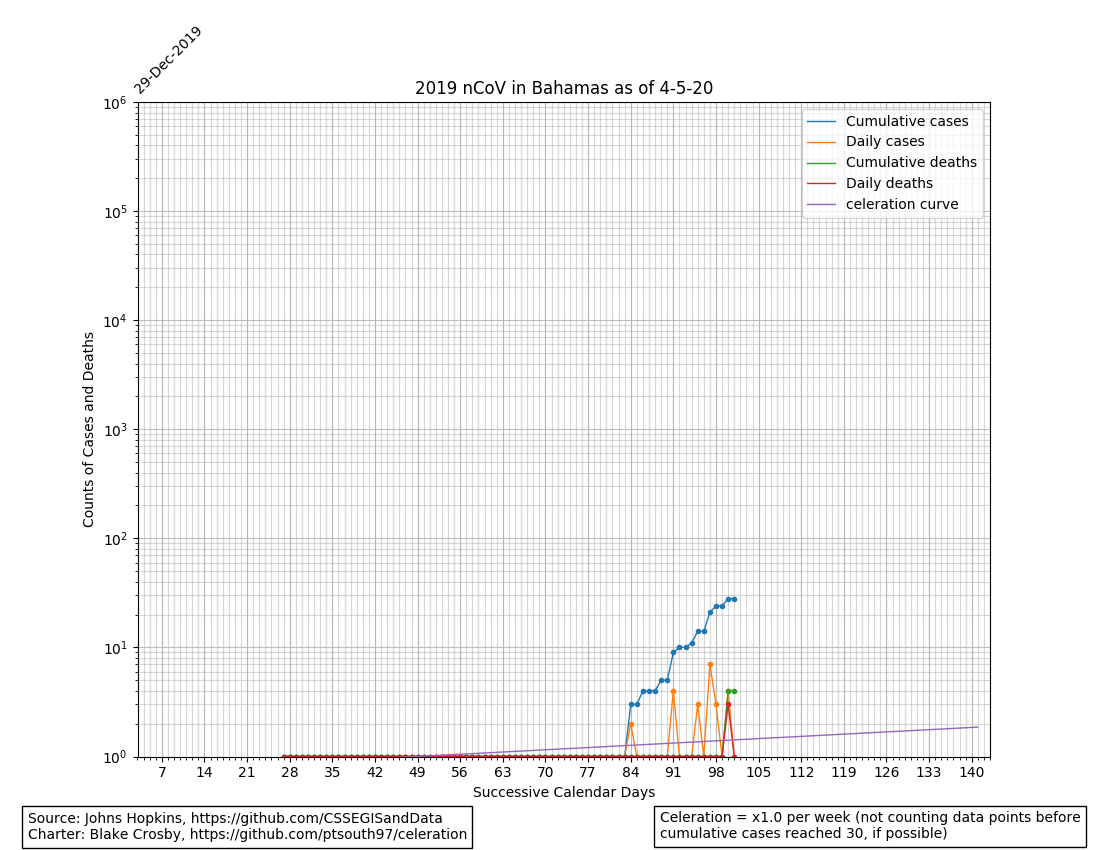 29-Dec-2019
2019 nCoV in Bahamas as of 4-5-20
Cumulative cases
Daily cases
Cumulative deaths
Daily deaths
celeration curve
Counts of Cases and Deaths
10^6
10^5
10^4
10^3
10^2
10^1
10^0
7 14 21 28 35 42 49 56 63 70 77 84 91 98 105 112 119 126 133 140
Successive Calendar Days
Source: Johns Hopkins, https://github.com/CSSEGISandData
Charter: Blake Crosby, https://github.com/ptsouth97/celeration
Celeration = x1.0 per week (not counting data points before
cumulative cases reached 30, if possible)